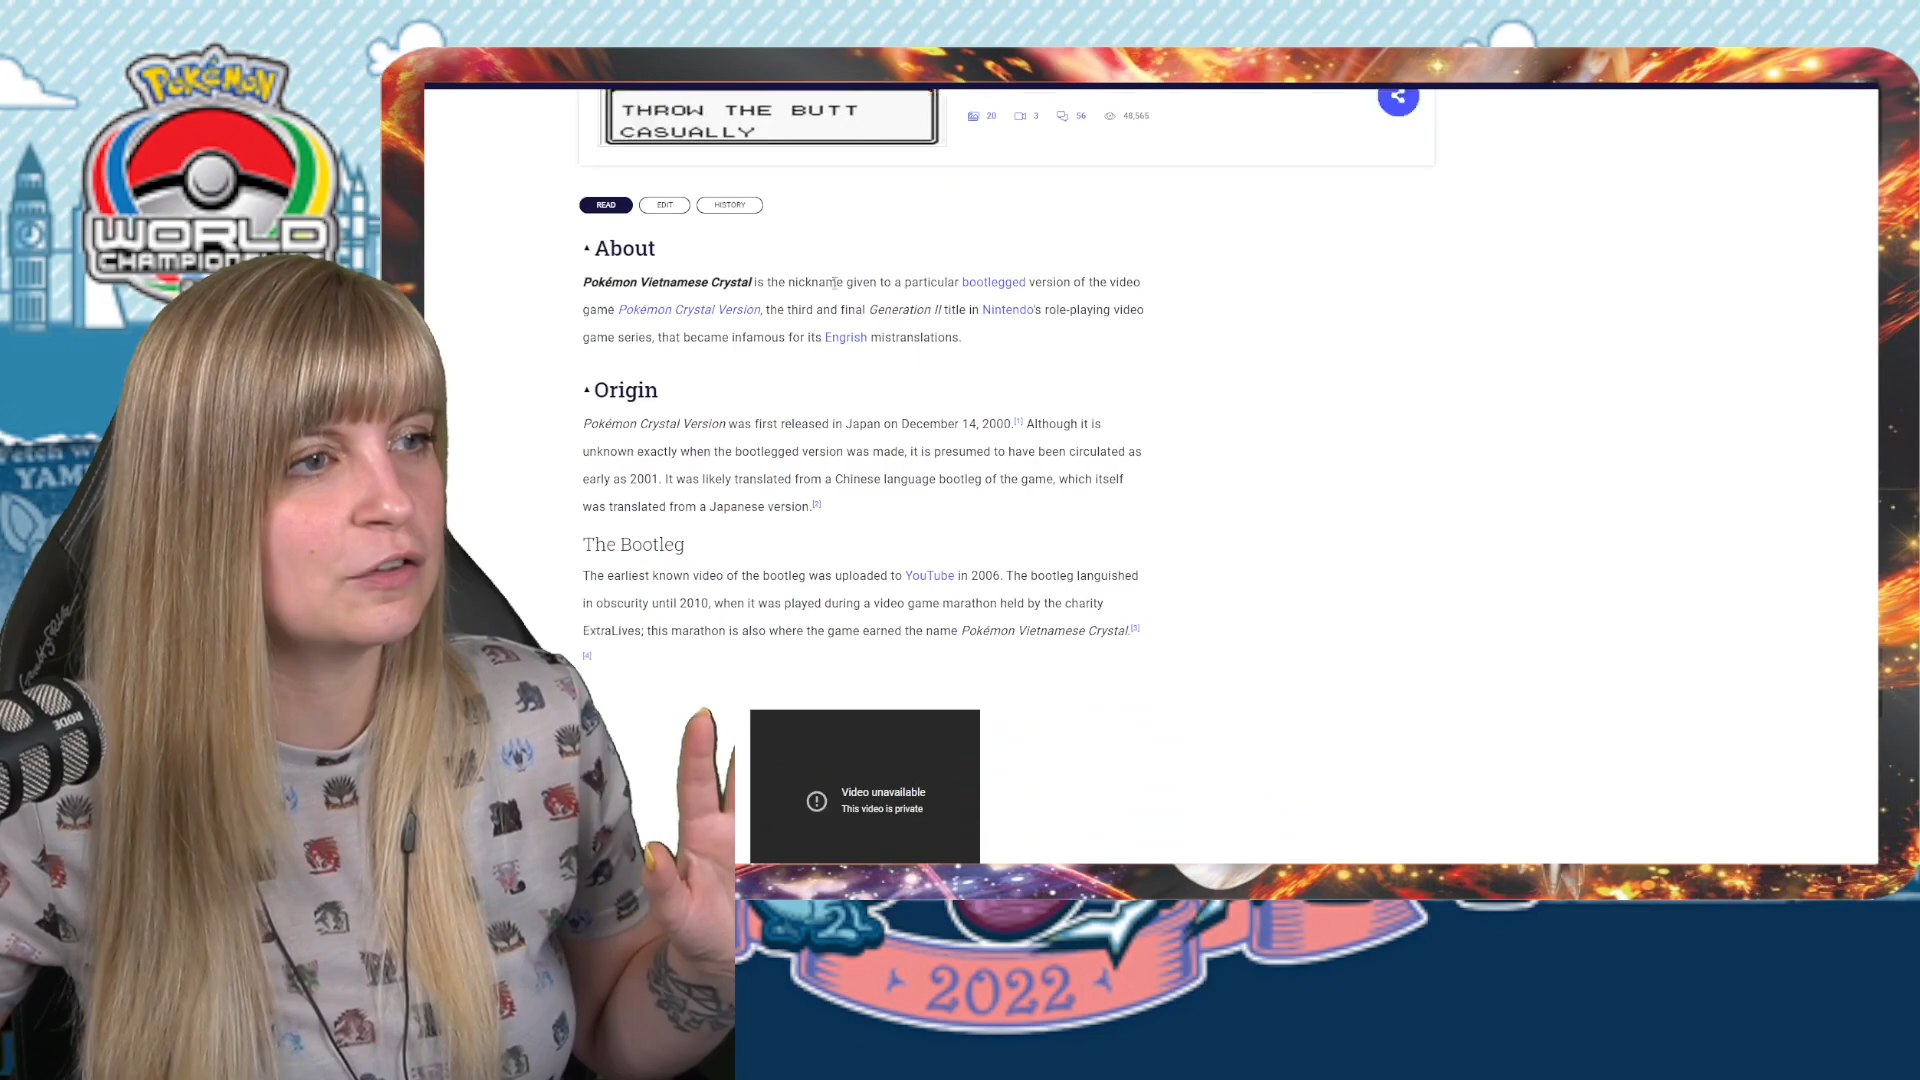 POKéMON
WORLD
CHAMPION
YAM
THROW THE BUTT
CASUALLY
20 3 56 48,565
READ EDIT HISTORY
About
Pokémon Vietnamese Crystal is the nickname given to a particular bootlegged version of the video
game Pokémon Crystal Version, the third and final Generation II title in Nintendo's role-playing video
game series, that became infamous for its Engrish mistranslations.
Origin
Pokémon Crystal Version was first released in Japan on December 14, 2000.[1] Although it is
unknown exactly when the bootlegged version was made, it is presumed to have been circulated as
early as 2001. It was likely translated from a Chinese language bootleg of the game, which itself
was translated from a Japanese version.[2]
The Bootleg
The earliest known video of the bootleg was uploaded to YouTube in 2006. The bootleg languished
in obscurity until 2010, when it was played during a video game marathon held by the charity
ExtraLives; this marathon is also where the game earned the name Pokémon Vietnamese Crystal.[3]
[4]
Video unavailable
This video is private
RODE
2022